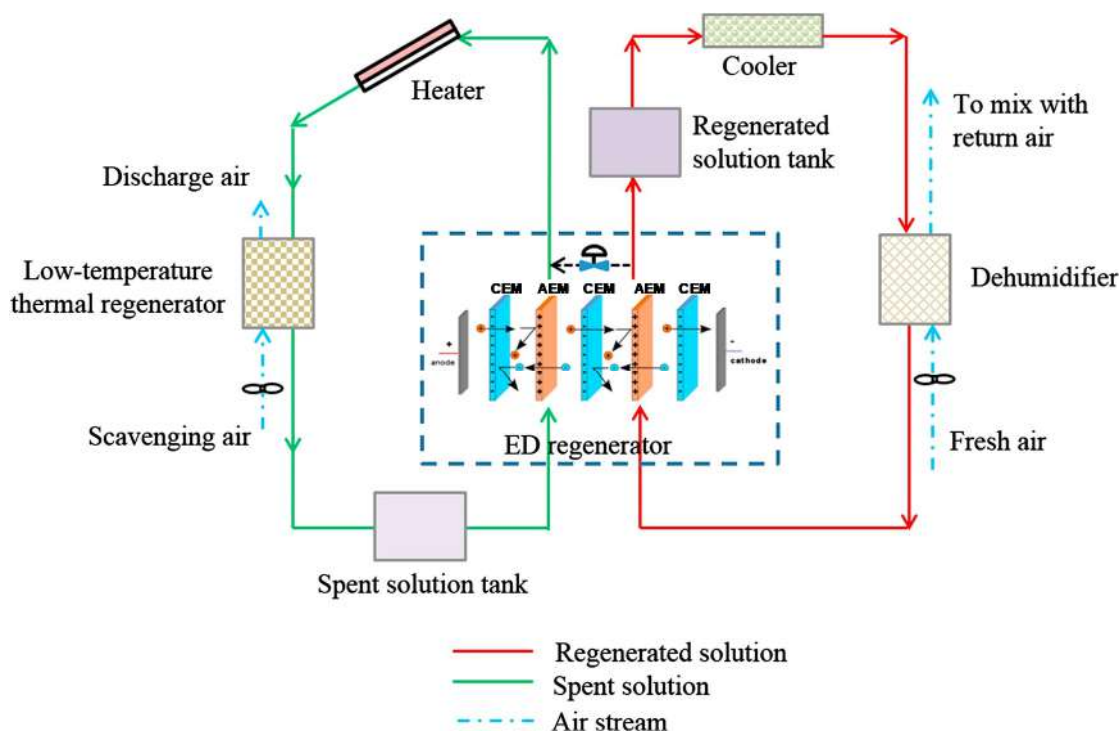 Cooler
Heater
Regenerated
solution tank
To mix with
return air
Discharge air
Low-temperature
thermal regenerator
Dehumidifier
CEM AEM CEM AEM CEM
+
anode
-
cathode
Scavenging air
ED regenerator
Fresh air
Spent solution tank
Regenerated solution
Spent solution
Air stream